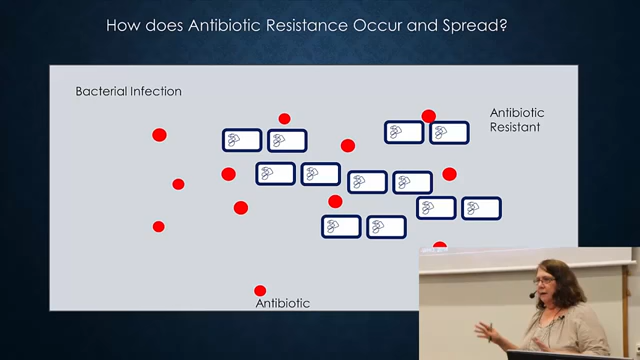 How does Antibiotic Resistance Occur and Spread?
Bacterial Infection
Antibiotic
Resistant
Antibiotic